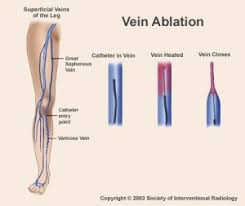 Superficial Veins
of the Leg
Great
Saphenous
Vein
Catheter
entry
point
Varicose Vein
Vein Ablation
Catheter in Vein
Vein Heated
Vein Closes
Copyright © 2003 Society of Interventional Radiology